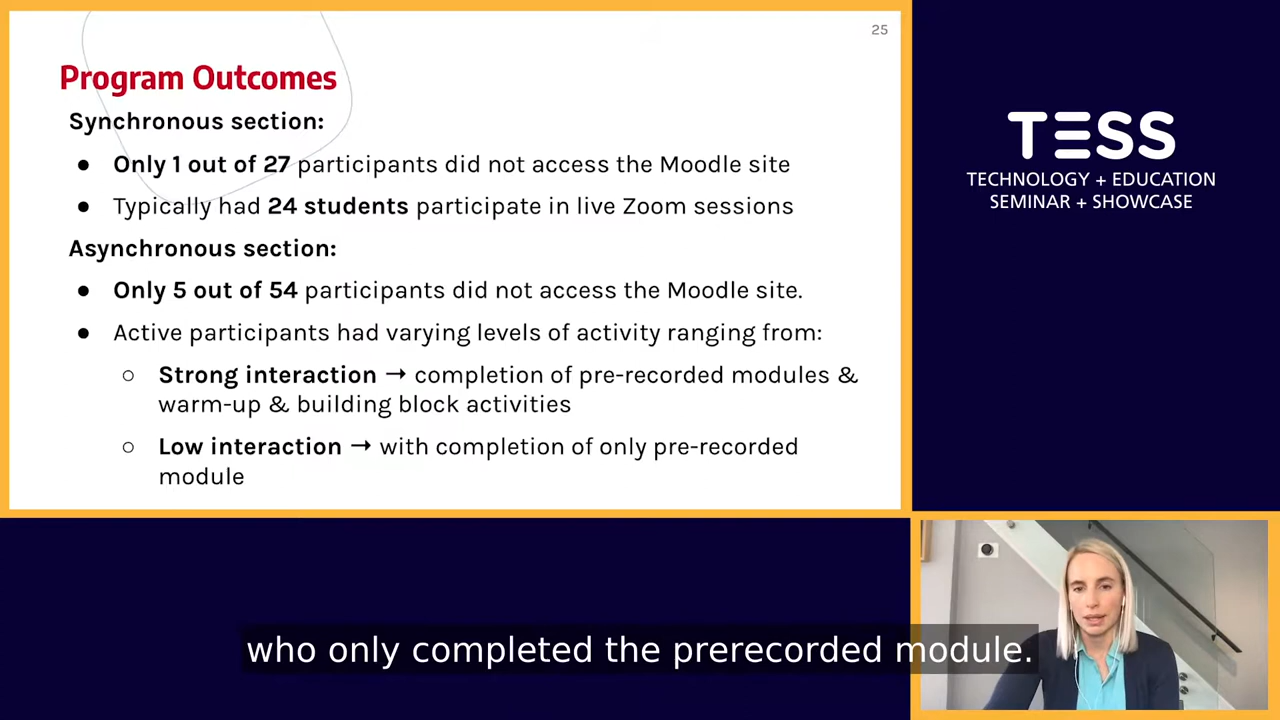 25
Program Outcomes
Synchronous section:
● Only 1 out of 27 participants did not access the Moodle site
● Typically had 24 students participate in live Zoom sessions
Asynchronous section:
● Only 5 out of 54 participants did not access the Moodle site.
● Active participants had varying levels of activity ranging from:
○ Strong interaction → completion of pre-recorded modules &
warm-up & building block activities
○ Low interaction → with completion of only pre-recorded
module
TESS
TECHNOLOGY + EDUCATION
SEMINAR + SHOWCASE
who only completed the prerecorded module.